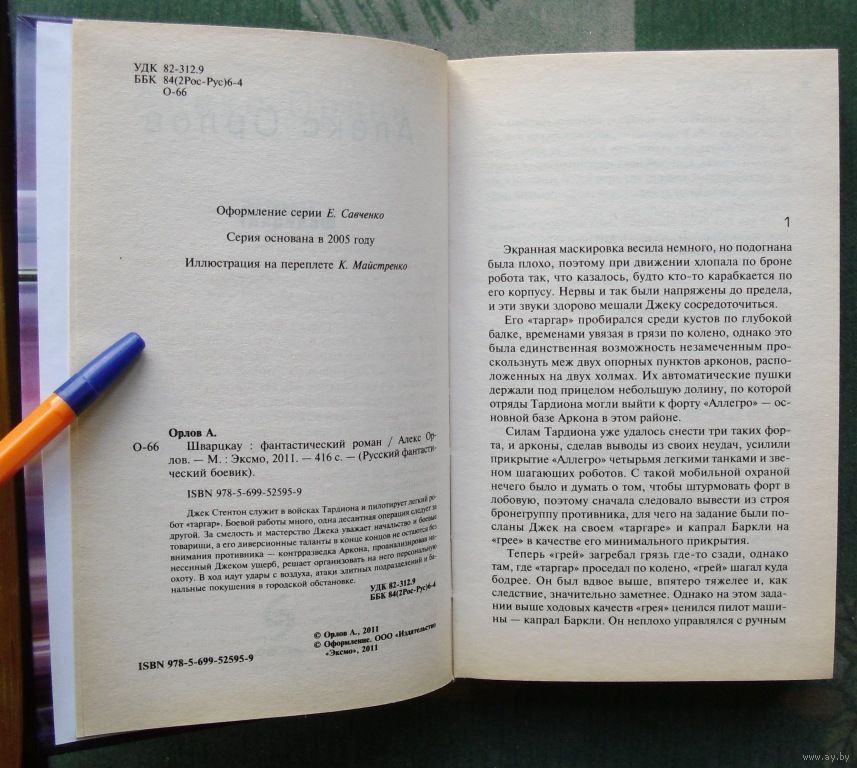 УДК 82-312.9
ББК 84(2Рос-Рус)6-4
О-66
Оформление серии Е. Савченко
Серия основана в 2005 году
Иллюстрация на переплете К. Майстренко
Орлов А.
О-66 Шварцкау : фантастический роман / Алекс Ор-
лов. — М. : Эксмо, 2011. — 416 с. — (Русский фантасти-
ческий боевик).
ISBN 978-5-699-52595-9
Джек Стентон служит в войсках Тардиона и пилотирует легкий ро-
бот «таргар». Боевой работы много, одна десантная операция следует за
другой. За смелость и мастерство Джека уважает начальство и боевые
товарищи, а его диверсионные таланты в конце концов не остаются без
внимания противника — контрразведка Аркона, проанализировав на-
несенный Джеком ущерб, решает организовать на него персональную
охоту. В ход идут удары с воздуха, атаки элитных подразделений и ба-
нальные покушения в городской обстановке.
УДК 82-312.9
ББК 84(2Рос-Рус)6-4
© Орлов А., 2011
© Оформление. ООО «Издательство
«Эксмо», 2011
ISBN 978-5-699-52595-9
1
Экранная маскировка весила немного, но подогнана
была плохо, поэтому при движении хлопала по броне
робота так, что казалось, будто кто-то карабкается по
его корпусу. Нервы и так были напряжены до предела,
и эти звуки здорово мешали Джеку сосредоточиться.
Его «таргар» пробирался среди кустов по глубокой
балке, временами увязая в грязи по колено, однако это
была единственная возможность незамеченным про-
скользнуть меж двух опорных пунктов арконов, распо-
ложенных на двух холмах. Их автоматические пушки
держали под прицелом небольшую долину, по которой
отряды Тардиона могли выйти к форту «Аллегро» — ос-
новной базе Аркона в этом районе.
Силам Тардиона уже удалось снести три таких фор-
та, и арконы, сделав выводы из своих неудач, усилили
прикрытие «Аллегро» четырьмя легкими танками и зве-
ном шагающих роботов. С такой мобильной охраной
нечего было и думать о том, чтобы штурмовать форт в
лобовую, поэтому сначала следовало вывести из строя
бронегруппу противника, для чего на задание были по-
сланы Джек на своем «таргаре» и капрал Баркли на
«грее» в качестве его минимального прикрытия.
Теперь «грей» загребал грязь где-то сзади, однако
там, где «таргар» проседал по колено, «грей» шагал куда
бодрее. Он был вдвое выше, впятеро тяжелее и, как
следствие, значительно заметнее. Однако на этом зада-
нии выше ходовых качеств «грея» ценился пилот маши-
ны — капрал Баркли. Он неплохо управлялся с ручным
www.ay.by